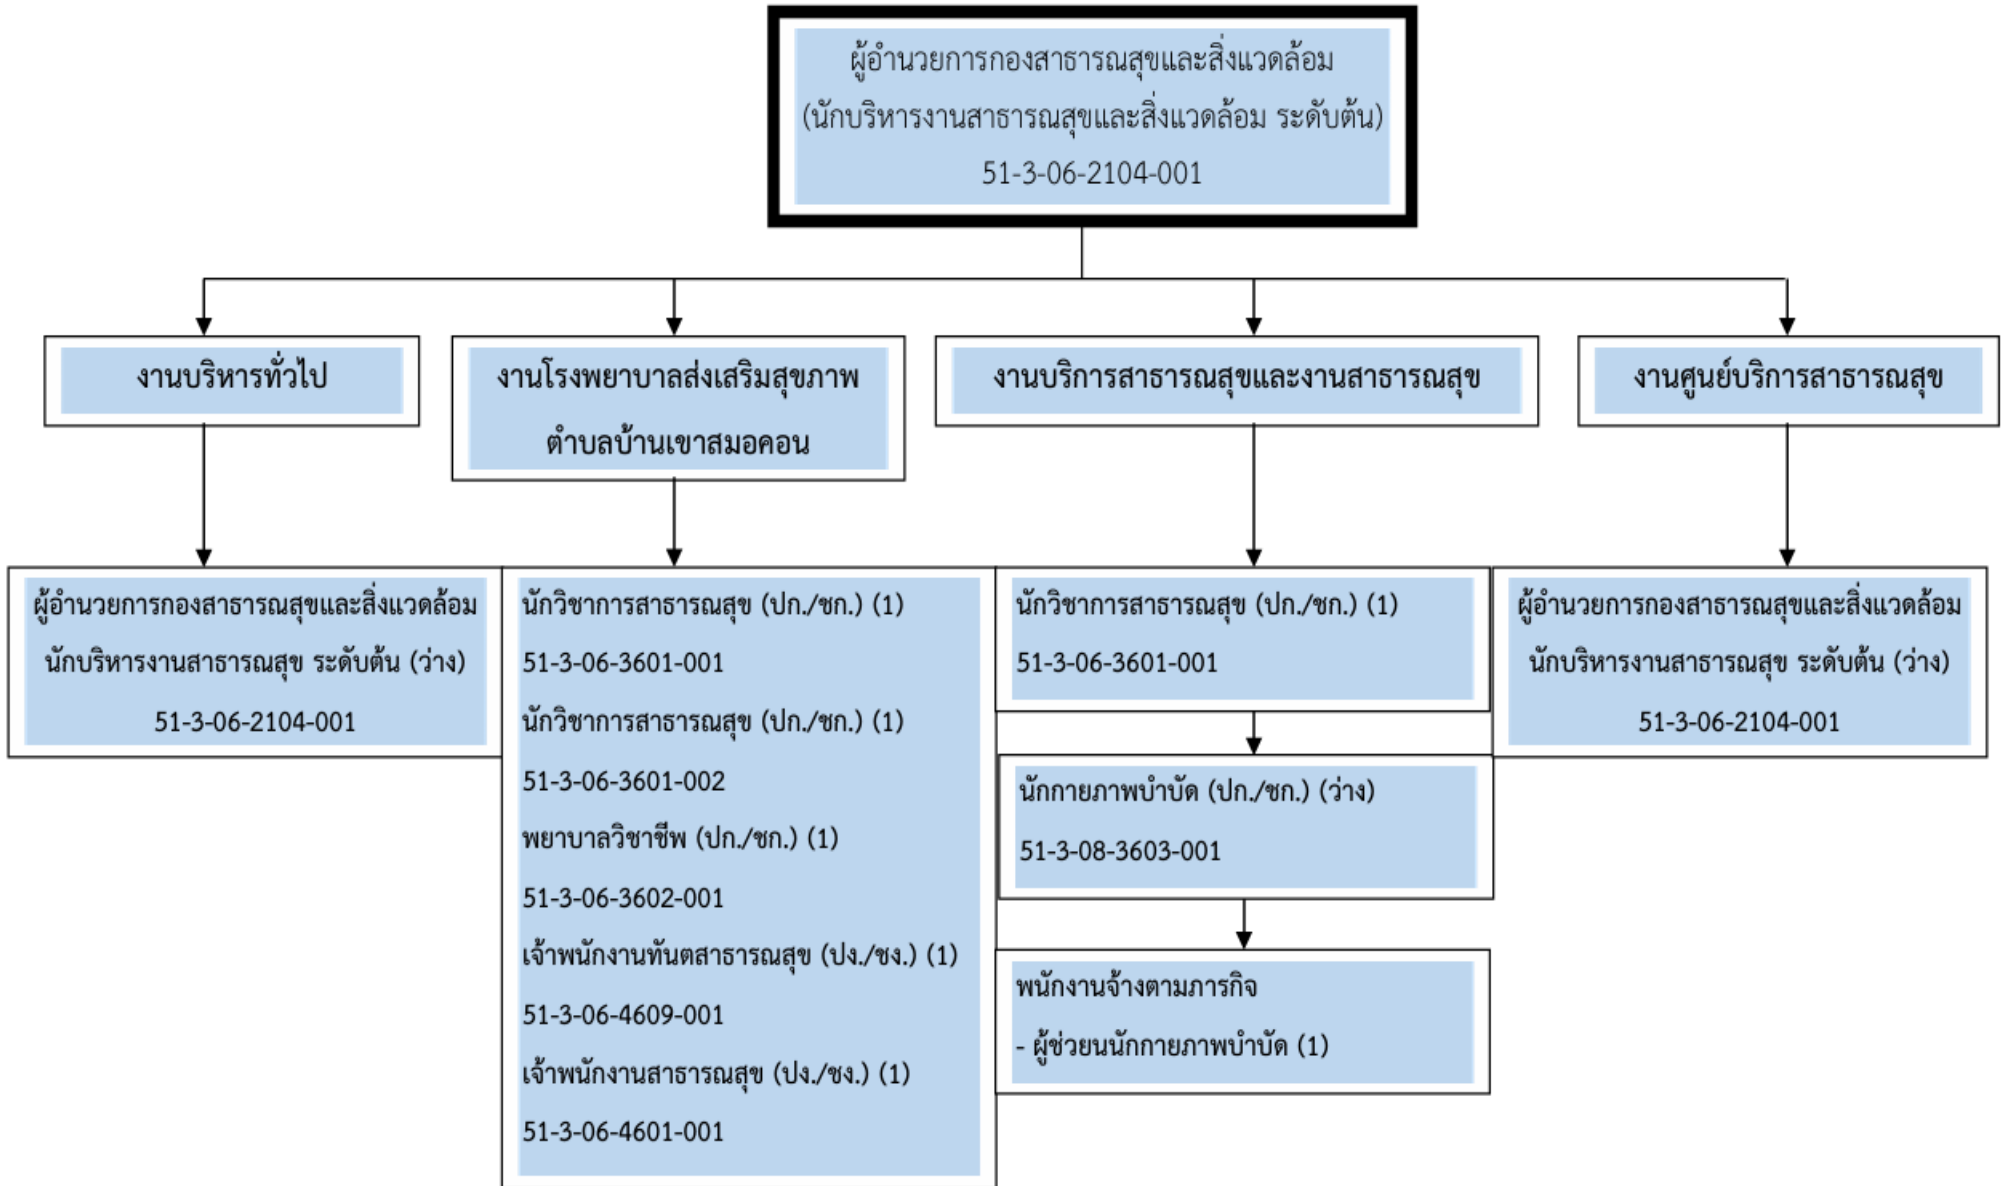 ผู้อำนวยการกองสาธารณสุขและสิ่งแวดล้อม
(นักบริหารงานสาธารณสุขและสิ่งแวดล้อม ระดับต้น)
51-3-06-2104-001
งานบริหารทั่วไป
งานโรงพยาบาลส่งเสริมสุขภาพ
ตำบลบ้านเขาสมอคอน
งานบริการสาธารณสุขและงานสาธารณสุข
งานศูนย์บริการสาธารณสุข
ผู้อำนวยการกองสาธารณสุขและสิ่งแวดล้อม
นักบริหารงานสาธารณสุข ระดับต้น (ว่าง)
51-3-06-2104-001
นักวิชาการสาธารณสุข (ปก./ชก.) (1)
51-3-06-3601-001
นักวิชาการสาธารณสุข (ปก./ชก.) (1)
51-3-06-3601-002
พยาบาลวิชาชีพ (ปก./ชก.) (1)
51-3-06-3602-001
เจ้าพนักงานทันตสาธารณสุข (ปง./ชง.) (1)
51-3-06-4609-001
เจ้าพนักงานสาธารณสุข (ปง./ชง.) (1)
51-3-06-4601-001
นักวิชาการสาธารณสุข (ปก./ชก.) (1)
51-3-06-3601-001
นักกายภาพบำบัด (ปก./ชก.) (ว่าง)
51-3-08-3603-001
พนักงานจ้างตามภารกิจ
- ผู้ช่วยนนักกายภาพบำบัด (1)
ผู้อำนวยการกองสาธารณสุขและสิ่งแวดล้อม
นักบริหารงานสาธารณสุข ระดับต้น (ว่าง)
51-3-06-2104-001